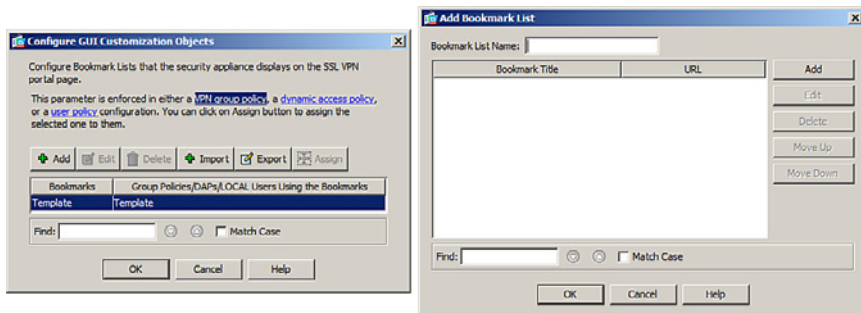 Configure GUI Customization Objects
Configure Bookmark Lists that the security appliance displays on the SSL VPN
portal page.
This parameter is enforced in either a VPN group policy, a dynamic access policy,
or a user policy configuration. You can click on Assign button to assign the
selected one to them.
Add Edit Delete Import Export Assign
Bookmarks Group Policies/DAPs/LOCAL Users Using the Bookmarks
Template Template
Find: Match Case
OK Cancel Help
Add Bookmark List
Bookmark List Name:
Bookmark Title URL
Add
Edit
Delete
Move Up
Move Down
Find: Match Case
OK Cancel Help